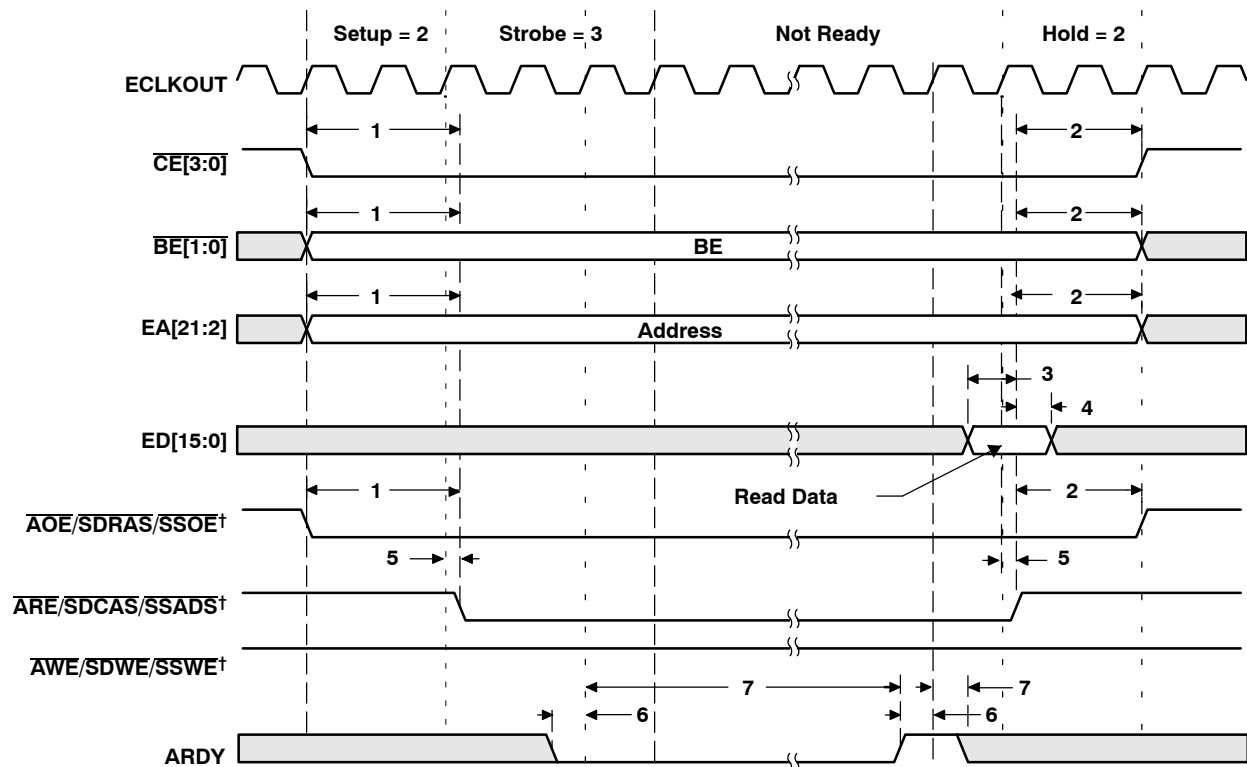 Setup = 2 Strobe = 3 Not Ready Hold = 2
ECLKOUT
1 2
CE[3:0]
1 2
BE[1:0] BE
1 2
EA[21:2] Address
3
4
ED[15:0]
Read Data
1 2
AOE/SDRAS/SSOE†
5 5
ARE/SDCAS/SSADS†
AWE/SDWE/SSWE†
7 7
6 6
ARDY